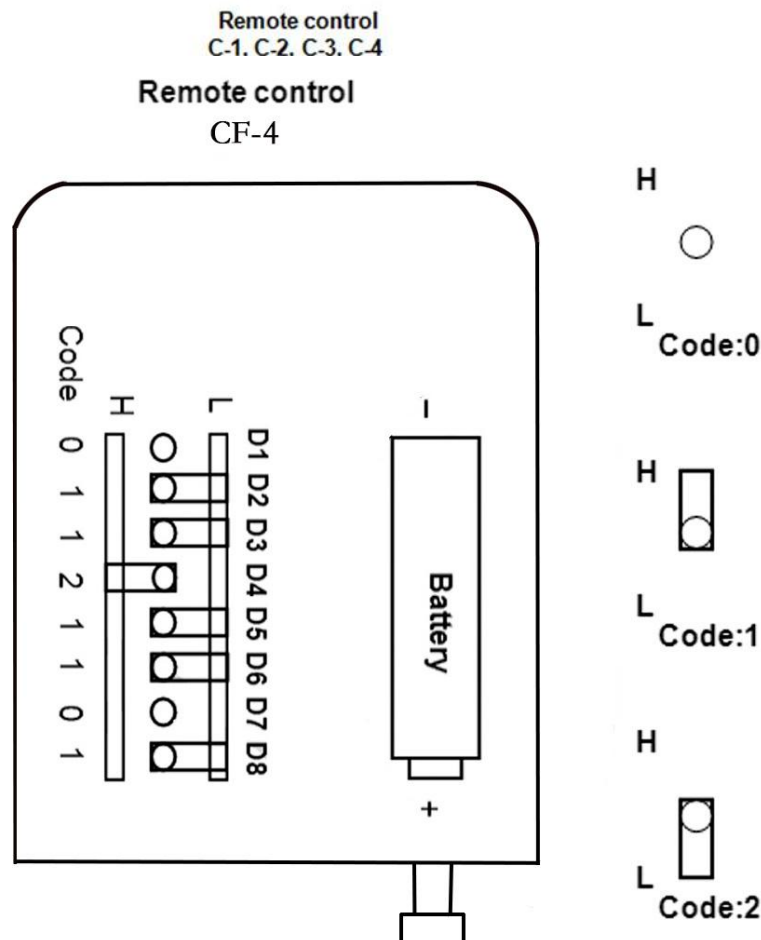 Remote control
C-1. C-2. C-3. C-4
Remote control
CF-4
Code
H
L
0 D1
1 D2
1 D3
2 D4
1 D5
1 D6
0 D7
1 D8
–
Battery
+
H
L
Code:0
H
L
Code:1
H
L
Code:2